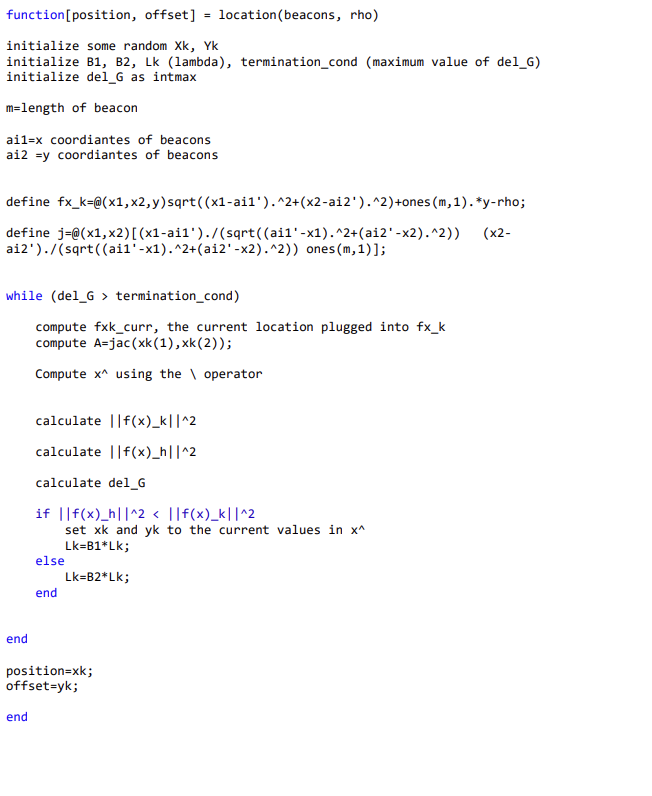 function[position, offset] = location(beacons, rho)
initialize some random Xk, Yk
initialize B1, B2, Lk (lambda), termination_cond (maximum value of del_G)
initialize del_G as intmax
m=length of beacon
ai1=x coordiantes of beacons
ai2 =y coordiantes of beacons
define fx_k=@(x1,x2,y)sqrt((x1-ai1').^2+(x2-ai2').^2)+ones(m,1).*y-rho;
define j=@(x1,x2)[(x1-ai1')./(sqrt((ai1'-x1).^2+(ai2'-x2).^2)) (x2-
ai2')./(sqrt((ai1'-x1).^2+(ai2'-x2).^2)) ones(m,1)];
while (del_G > termination_cond)
compute fxk_curr, the current location plugged into fx_k
compute A=jac(xk(1),xk(2));
Compute x^ using the \ operator
calculate ||f(x)_k||^2
calculate ||f(x)_h||^2
calculate del_G
if ||f(x)_h||^2 < ||f(x)_k||^2
set xk and yk to the current values in x^
Lk=B1*Lk;
else
Lk=B2*Lk;
end
end
position=xk;
offset=yk;
end